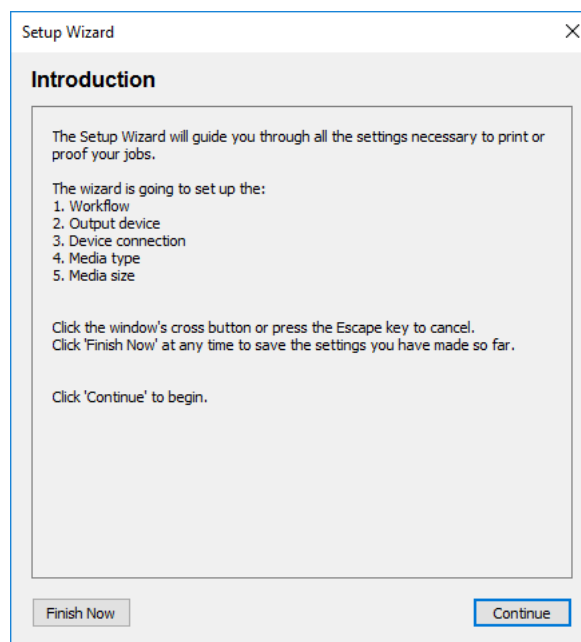 Setup Wizard
Introduction
The Setup Wizard will guide you through all the settings necessary to print or
proof your jobs.
The wizard is going to set up the:
1. Workflow
2. Output device
3. Device connection
4. Media type
5. Media size
Click the window's cross button or press the Escape key to cancel.
Click 'Finish Now' at any time to save the settings you have made so far.
Click 'Continue' to begin.
Finish Now
Continue